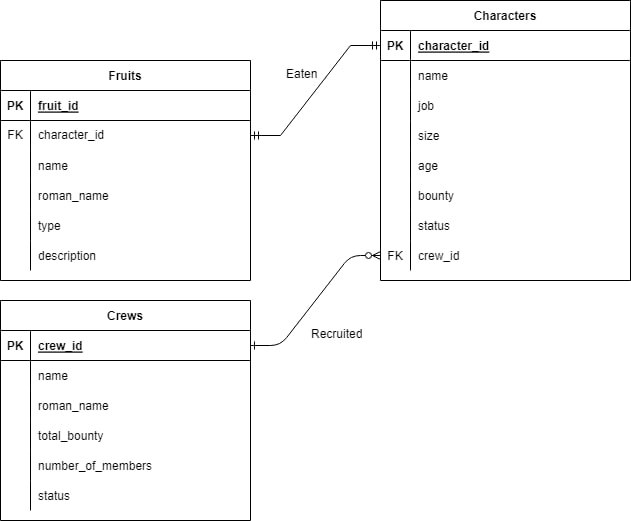 Characters
PK character_id
name
job
size
age
bounty
status
FK crew_id
Eaten
Fruits
PK fruit_id
FK character_id
name
roman_name
type
description
Recruited
Crews
PK crew_id
name
roman_name
total_bounty
number_of_members
status